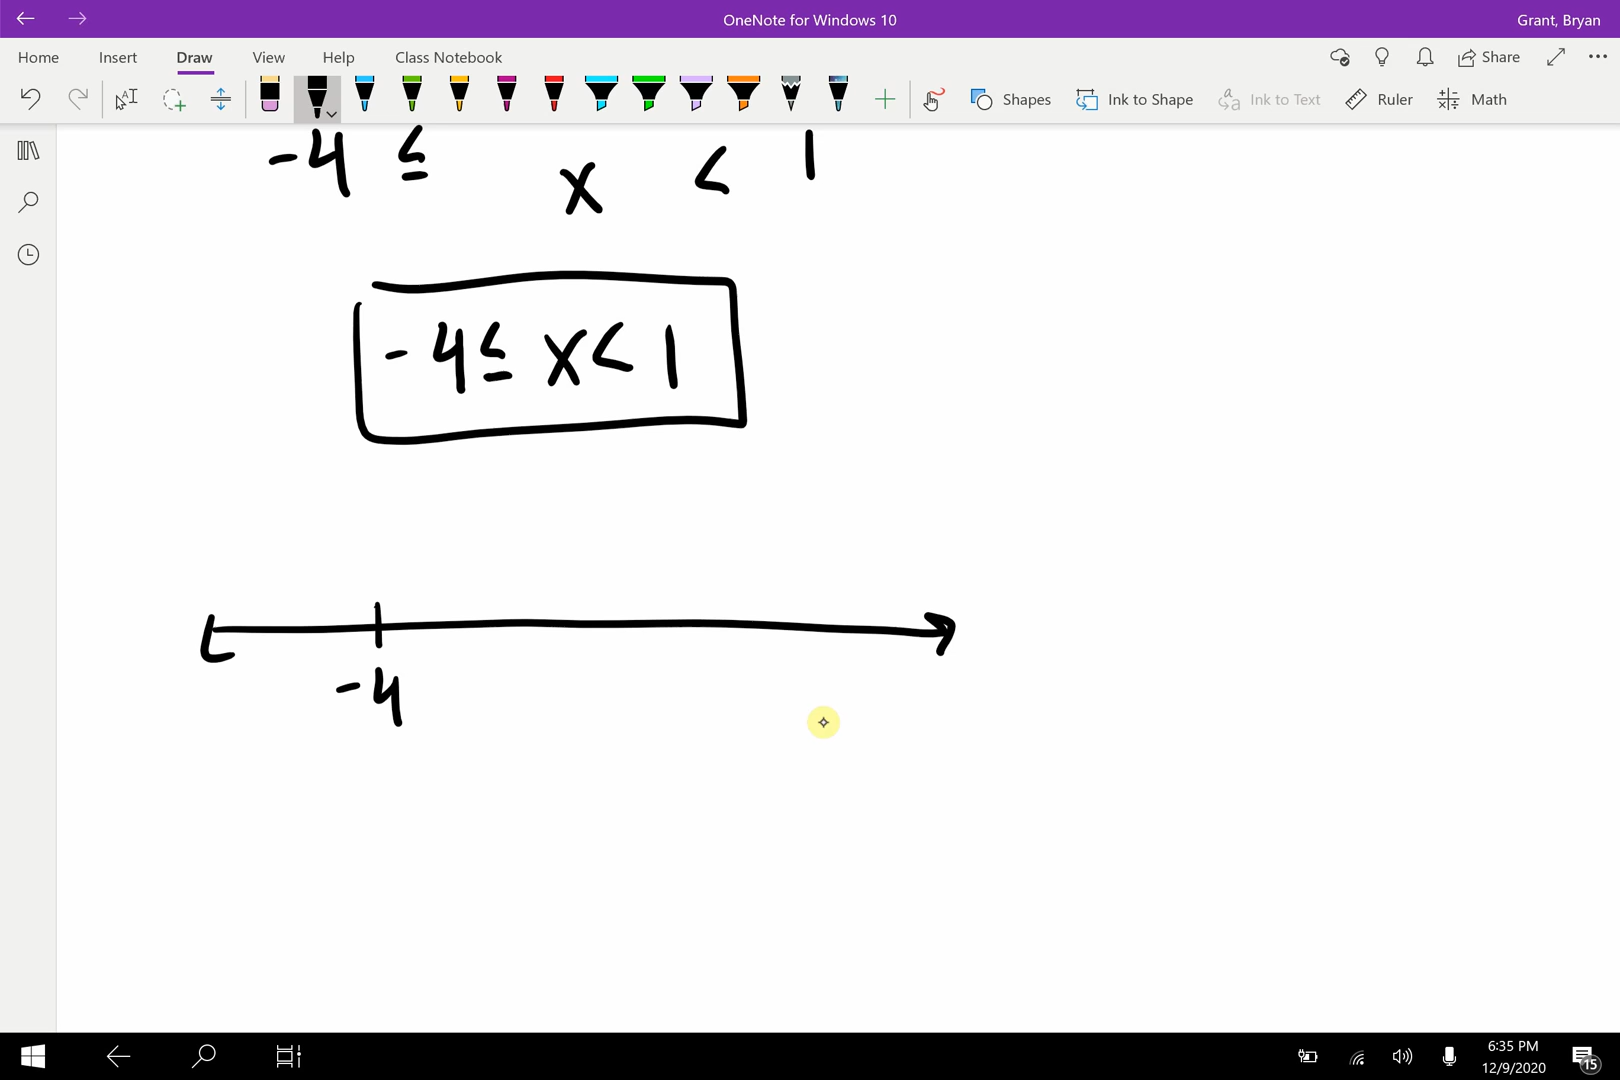 OneNote for Windows 10
Grant, Bryan
Home Insert Draw View Help Class Notebook
Share
Shapes Ink to Shape Ink to Text Ruler Math
-4 ≤ x < 1
-4 ≤ x < 1
-4
6:35 PM
12/9/2020
15